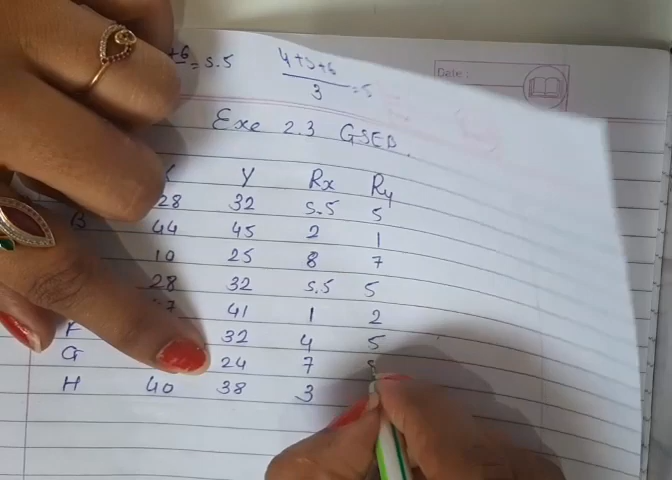 +6 = 5.5 4+5+6
3 = 5
Date :
Exe 2.3 GSEB.
Y Rx Ry
28 32 5.5 5
B 44 45 2 1
10 25 8 7
28 32 5.5 5
47 41 1 2
F 32 4 5
G 24 7
H 40 38 3